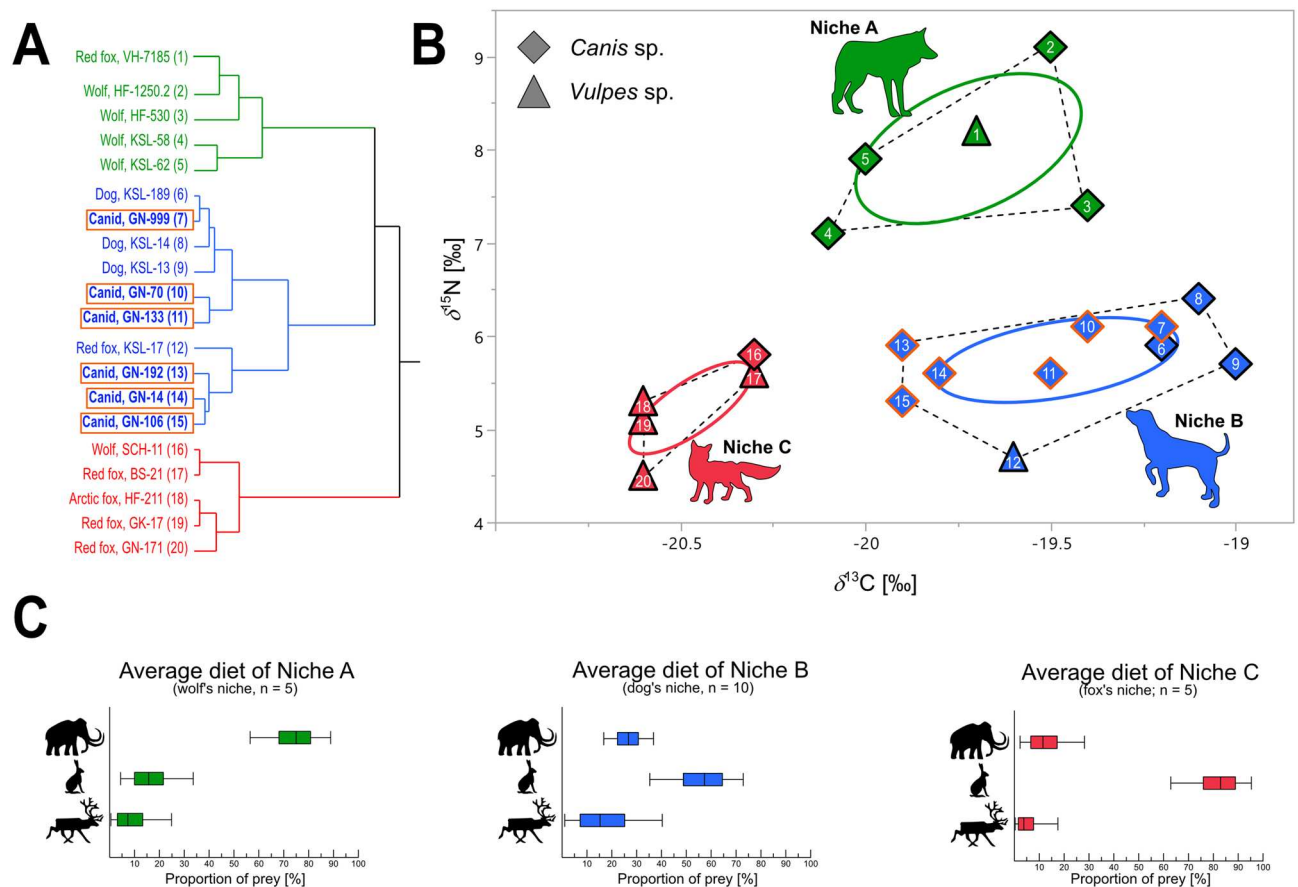 A
Red fox, VH-7185 (1)
Wolf, HF-1250.2 (2)
Wolf, HF-530 (3)
Wolf, KSL-58 (4)
Wolf, KSL-62 (5)
Dog, KSL-189 (6)
Canid, GN-999 (7)
Dog, KSL-14 (8)
Dog, KSL-13 (9)
Canid, GN-70 (10)
Canid, GN-133 (11)
Red fox, KSL-17 (12)
Canid, GN-192 (13)
Canid, GN-14 (14)
Canid, GN-106 (15)
Wolf, SCH-11 (16)
Red fox, BS-21 (17)
Arctic fox, HF-211 (18)
Red fox, GK-17 (19)
Red fox, GN-171 (20)
B
Canis sp.
Vulpes sp.
Niche A
2
1
5
3
4
8
10
7
13
6
9
14
11
15
12
16
17
18
19
20
Niche B
Niche C
9
8
7
6
5
4
δ15N [‰]
-20.5
-20
-19.5
-19
δ13C [‰]
C
Average diet of Niche A
(wolf's niche, n = 5)
10 20 30 40 50 60 70 80 90 100
Proportion of prey [%]
Average diet of Niche B
(dog's niche, n = 10)
10 20 30 40 50 60 70 80 90 100
Proportion of prey [%]
Average diet of Niche C
(fox's niche; n = 5)
10 20 30 40 50 60 70 80 90 100
Proportion of prey [%]